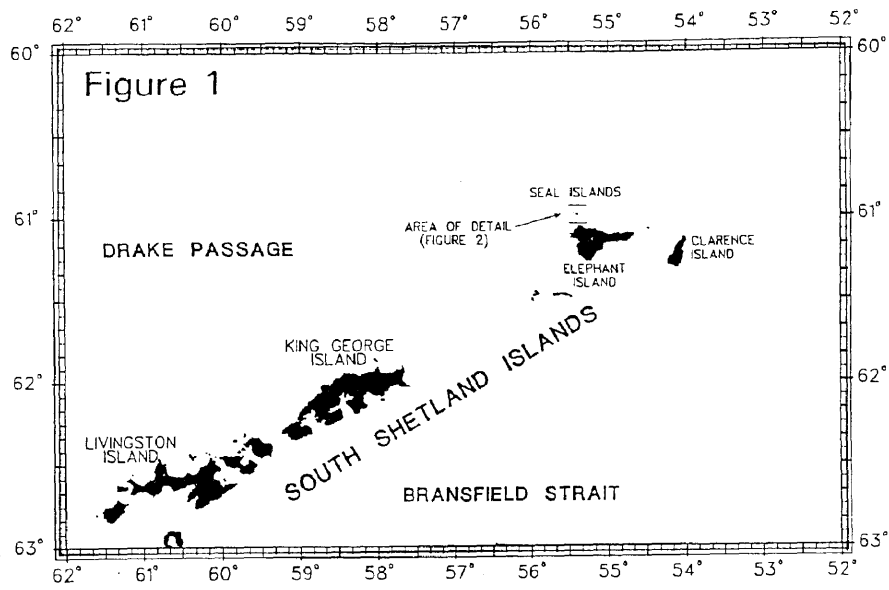 62° 61° 60° 59° 58° 57° 56° 55° 54° 52°
60° 60°
Figure 1
SEAL ISLANDS
61° 61°
AREA OF DETAIL
(FIGURE 2)
DRAKE PASSAGE
CLARENCE
ISLAND
ELEPHANT
ISLAND
SOUTH SHETLAND ISLANDS
KING GEORGE
ISLAND
62° 62°
LIVINGSTON
ISLAND
BRANSFIELD STRAIT
63° 63°
62° 61° 60° 59° 58° 57° 56° 55° 54° 53° 52°